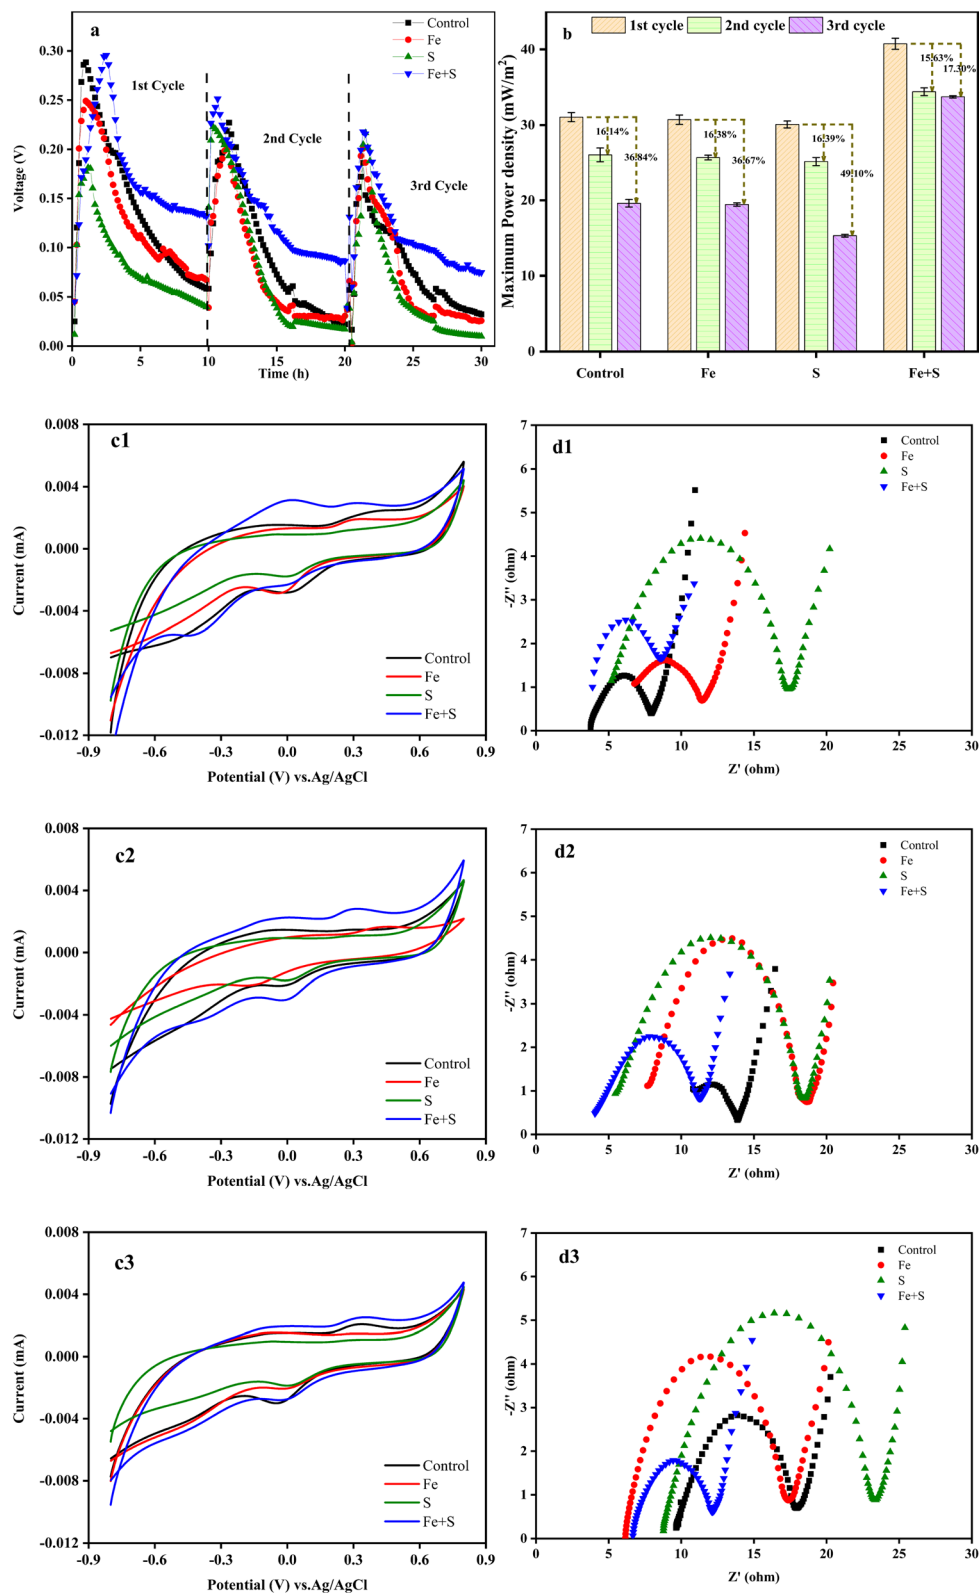 a
Control
Fe
S
Fe+S
1st Cycle
2nd Cycle
3rd Cycle
0.30
0.25
0.20
0.15
0.10
0.05
0.00
Voltage (V)
0 5 10 15 20 25 30
Time (h)
b
1st cycle 2nd cycle 3rd cycle
40
30
20
10
0
Maximum Power density (mW/m²)
16.14%
36.84%
16.38%
36.67%
16.39%
49.10%
15.63%
17.30%
Control Fe S Fe+S
c1
0.008
0.004
0.000
-0.004
-0.008
-0.012
Current (mA)
Control
Fe
S
Fe+S
-0.9 -0.6 -0.3 0.0 0.3 0.6 0.9
Potential (V) vs.Ag/AgCl
d1
7
6
5
4
3
2
1
0
-Z'' (ohm)
Control
Fe
S
Fe+S
0 5 10 15 20 25 30
Z' (ohm)
c2
0.008
0.004
0.000
-0.004
-0.008
-0.012
Current (mA)
Control
Fe
S
Fe+S
-0.9 -0.6 -0.3 0.0 0.3 0.6 0.9
Potential (V) vs.Ag/AgCl
d2
7
6
5
4
3
2
1
0
-Z'' (ohm)
Control
Fe
S
Fe+S
0 5 10 15 20 25 30
Z' (ohm)
c3
0.008
0.004
0.000
-0.004
-0.008
-0.012
Current (mA)
Control
Fe
S
Fe+S
-0.9 -0.6 -0.3 0.0 0.3 0.6 0.9
Potential (V) vs.Ag/AgCl
d3
7
6
5
4
3
2
1
0
-Z'' (ohm)
Control
Fe
S
Fe+S
0 5 10 15 20 25 30
Z' (ohm)